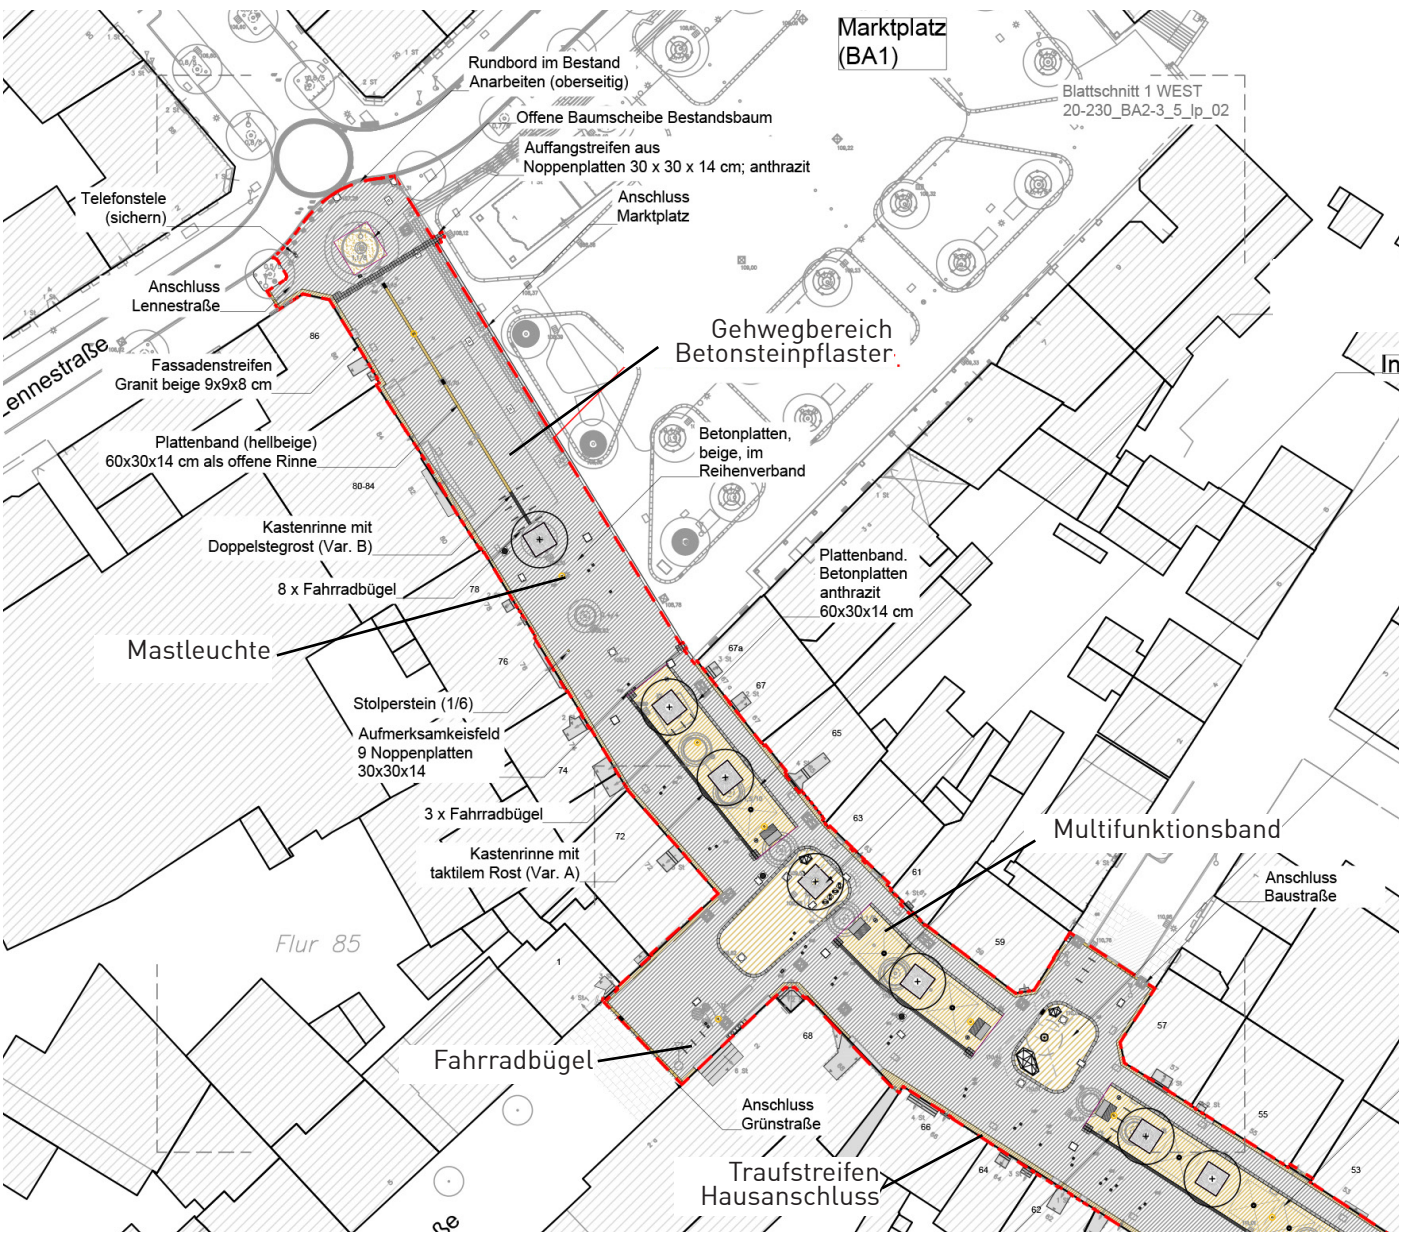 Marktplatz
(BA1)
Rundbord im Bestand
Anarbeiten (oberseitig)
Blattschnitt 1 WEST
20-230_BA2-3_5_lp_02
Offene Baumscheibe Bestandsbaum
Auffangstreifen aus
Noppenplatten 30 x 30 x 14 cm; anthrazit
Telefonstele
(sichern)
Anschluss
Marktplatz
Anschluss
Lennestraße
Lennestraße
Gehwegbereich
Betonsteinpflaster
86
Fassadenstreifen
Granit beige 9x9x8 cm
Plattenband (hellbeige)
60x30x14 cm als offene Rinne
80-84
Betonplatten,
beige, im
Reihenverband
Kastenrinne mit
Doppelstegrost (Var. B)
8 x Fahrradbügel
78
Plattenband.
Betonplatten
anthrazit
60x30x14 cm
Mastleuchte
67a
76
67
Stolperstein (1/6)
65
Aufmerksamkeisfeld
9 Noppenplatten
30x30x14
74
3 x Fahrradbügel
63
72
Multifunktionsband
Kastenrinne mit
taktilem Rost (Var. A)
61
Anschluss
Baustraße
Flur 85
59
1
57
68
Fahrradbügel
Anschluss
Grünstraße
55
66
Traufstreifen
Hausanschluss
64
53
62